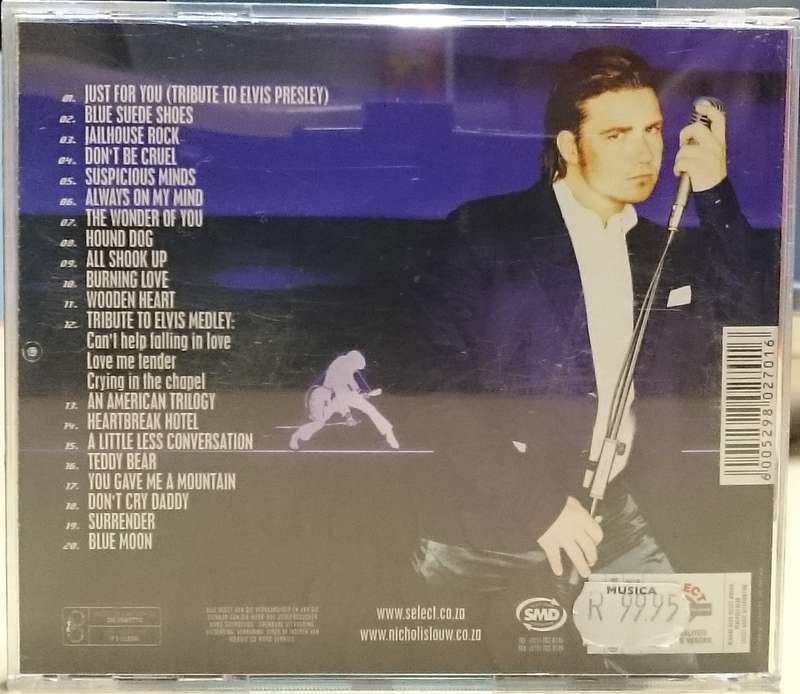 01. JUST FOR YOU (TRIBUTE TO ELVIS PRESLEY)
02. BLUE SUEDE SHOES
03. JAILHOUSE ROCK
04. DON'T BE CRUEL
05. SUSPICIOUS MINDS
06. ALWAYS ON MY MIND
07. THE WONDER OF YOU
08. HOUND DOG
09. ALL SHOOK UP
10. BURNING LOVE
11. WOODEN HEART
12. TRIBUTE TO ELVIS MEDLEY:
Can't help falling in love
Love me tender
Crying in the chapel
13. AN AMERICAN TRILOGY
14. HEARTBREAK HOTEL
15. A LITTLE LESS CONVERSATION
16. TEDDY BEAR
17. YOU GAVE ME A MOUNTAIN
18. DON'T CRY DADDY
19. SURRENDER
20. BLUE MOON
6 005298 027016
www.select.co.za
www.nicholislouw.co.za
SMD
MUSICA
R 99.95
ECT